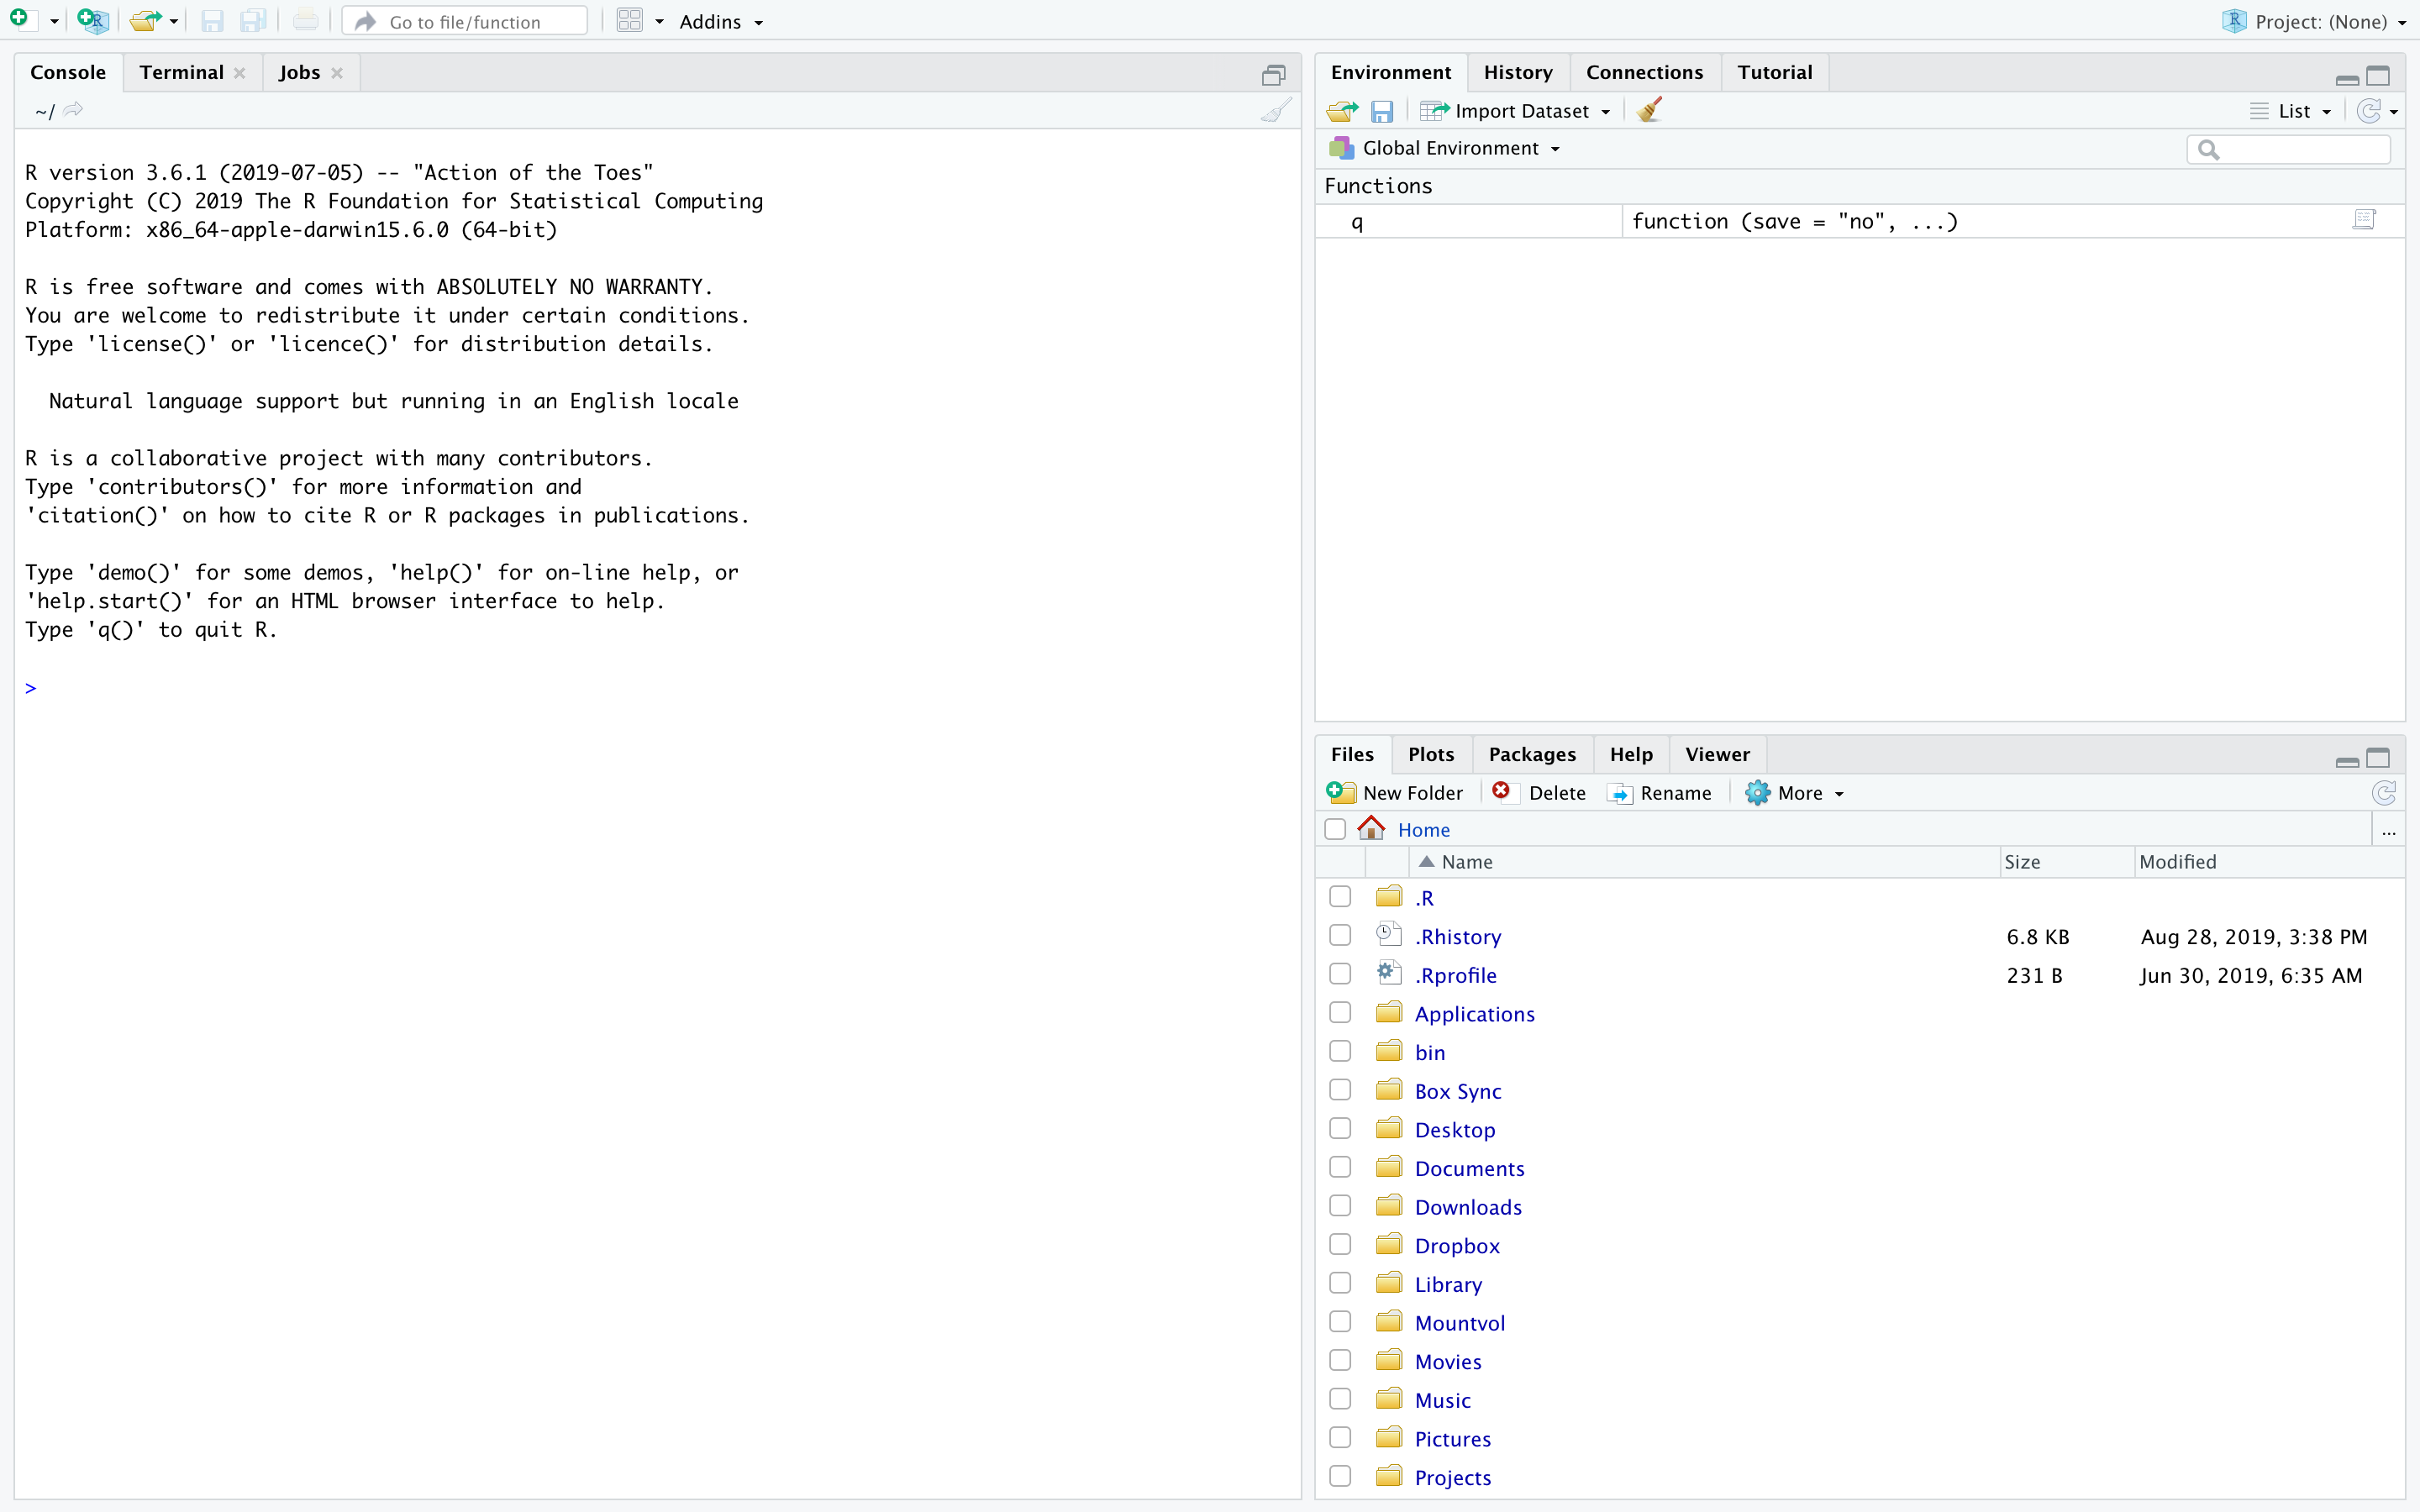 Go to file/function
Addins
Project: (None)
Console Terminal Jobs
~/
R version 3.6.1 (2019-07-05) -- "Action of the Toes"
Copyright (C) 2019 The R Foundation for Statistical Computing
Platform: x86_64-apple-darwin15.6.0 (64-bit)
R is free software and comes with ABSOLUTELY NO WARRANTY.
You are welcome to redistribute it under certain conditions.
Type 'license()' or 'licence()' for distribution details.
Natural language support but running in an English locale
R is a collaborative project with many contributors.
Type 'contributors()' for more information and
'citation()' on how to cite R or R packages in publications.
Type 'demo()' for some demos, 'help()' for on-line help, or
'help.start()' for an HTML browser interface to help.
Type 'q()' to quit R.
>
Environment History Connections Tutorial
Import Dataset List
Global Environment
Functions
q function (save = "no", ...)
Files Plots Packages Help Viewer
New Folder Delete Rename More
Home ...
Name Size Modified
.R
.Rhistory 6.8 KB Aug 28, 2019, 3:38 PM
.Rprofile 231 B Jun 30, 2019, 6:35 AM
Applications
bin
Box Sync
Desktop
Documents
Downloads
Dropbox
Library
Mountvol
Movies
Music
Pictures
Projects